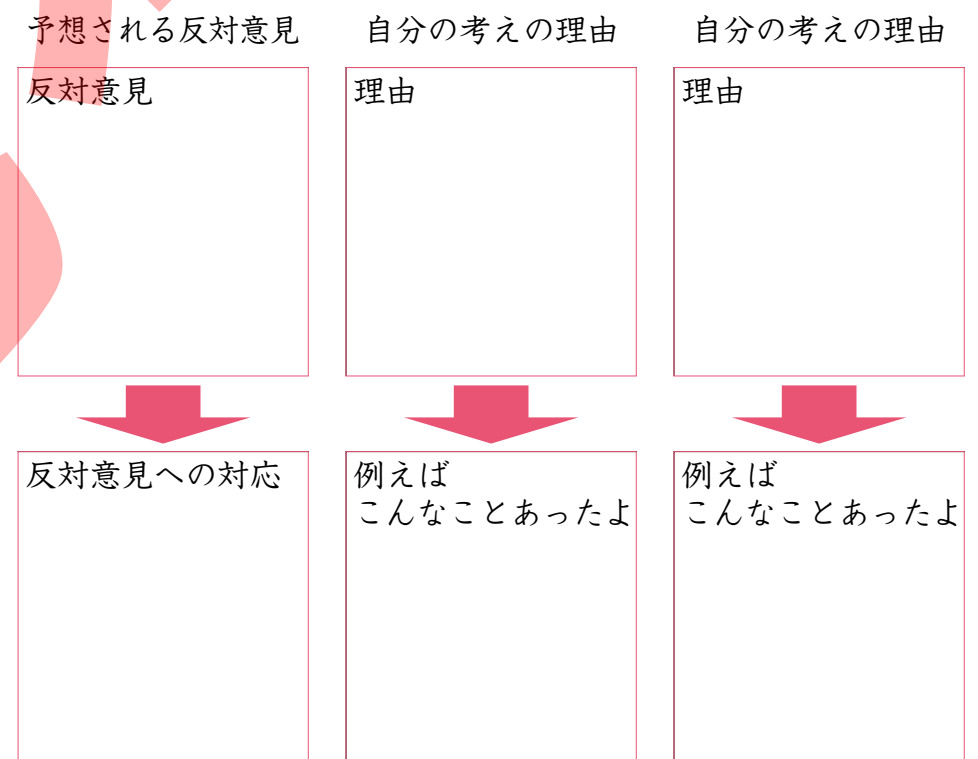 予想される反対意見
自分の考えの理由
自分の考えの理由
反対意見
理由
理由
反対意見への対応
例えば
こんなことあったよ
例えば
こんなことあったよ